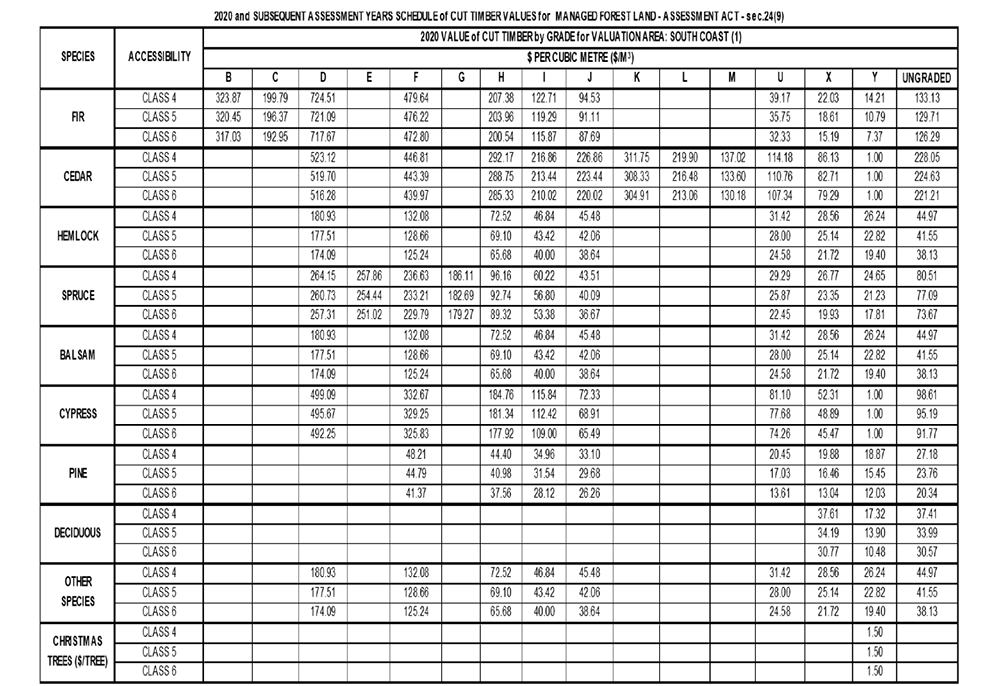 2020 and SUBSEQUENT ASSESSMENT YEARS SCHEDULE of CUT TIMBER VALUES for MANAGED FOREST LAND - ASSESSMENT ACT - sec.24(9)
2020 VALUE of CUT TIMBER by GRADE for VALUATION AREA: SOUTH COAST (1)
SPECIES ACCESSIBILITY $ PER CUBIC METRE ($/M³)
B C D E F G H I J K L M U X Y UNGRADED
CLASS 4 323.87 199.79 724.51 479.64 207.38 122.71 94.53 39.17 22.03 14.21 133.13
FIR CLASS 5 320.45 196.37 721.09 476.22 203.96 119.29 91.11 35.75 18.61 10.79 129.71
CLASS 6 317.03 192.95 717.67 472.80 200.54 115.87 87.69 32.33 15.19 7.37 126.29
CLASS 4 523.12 446.81 292.17 216.86 226.86 311.75 219.90 137.02 114.18 86.13 1.00 228.05
CEDAR CLASS 5 519.70 443.39 288.75 213.44 223.44 308.33 216.48 133.60 110.76 82.71 1.00 224.63
CLASS 6 516.28 439.97 285.33 210.02 220.02 304.91 213.06 130.18 107.34 79.29 1.00 221.21
CLASS 4 180.93 132.08 72.52 46.84 45.48 31.42 28.56 26.24 44.97
HEMLOCK CLASS 5 177.51 128.66 69.10 43.42 42.06 28.00 25.14 22.82 41.55
CLASS 6 174.09 125.24 65.68 40.00 38.64 24.58 21.72 19.40 38.13
CLASS 4 264.15 257.86 236.63 186.11 96.16 60.22 43.51 29.29 26.77 24.65 80.51
SPRUCE CLASS 5 260.73 254.44 233.21 182.69 92.74 56.80 40.09 25.87 23.35 21.23 77.09
CLASS 6 257.31 251.02 229.79 179.27 89.32 53.38 36.67 22.45 19.93 17.81 73.67
CLASS 4 180.93 132.08 72.52 46.84 45.48 31.42 28.56 26.24 44.97
BALSAM CLASS 5 177.51 128.66 69.10 43.42 42.06 28.00 25.14 22.82 41.55
CLASS 6 174.09 125.24 65.68 40.00 38.64 24.58 21.72 19.40 38.13
CLASS 4 499.09 332.67 184.76 115.84 72.33 81.10 52.31 1.00 98.61
CYPRESS CLASS 5 495.67 329.25 181.34 112.42 68.91 77.68 48.89 1.00 95.19
CLASS 6 492.25 325.83 177.92 109.00 65.49 74.26 45.47 1.00 91.77
CLASS 4 48.21 44.40 34.96 33.10 20.45 19.88 18.87 27.18
PINE CLASS 5 44.79 40.98 31.54 29.68 17.03 16.46 15.45 23.76
CLASS 6 41.37 37.56 28.12 26.26 13.61 13.04 12.03 20.34
CLASS 4 37.61 17.32 37.41
DECIDUOUS CLASS 5 34.19 13.90 33.99
CLASS 6 30.77 10.48 30.57
OTHER CLASS 4 180.93 132.08 72.52 46.84 45.48 31.42 28.56 26.24 44.97
CLASS 5 177.51 128.66 69.10 43.42 42.06 28.00 25.14 22.82 41.55
SPECIES CLASS 6 174.09 125.24 65.68 40.00 38.64 24.58 21.72 19.40 38.13
CHRISTMAS CLASS 4 1.50
CLASS 5 1.50
TREES ($/TREE) CLASS 6 1.50